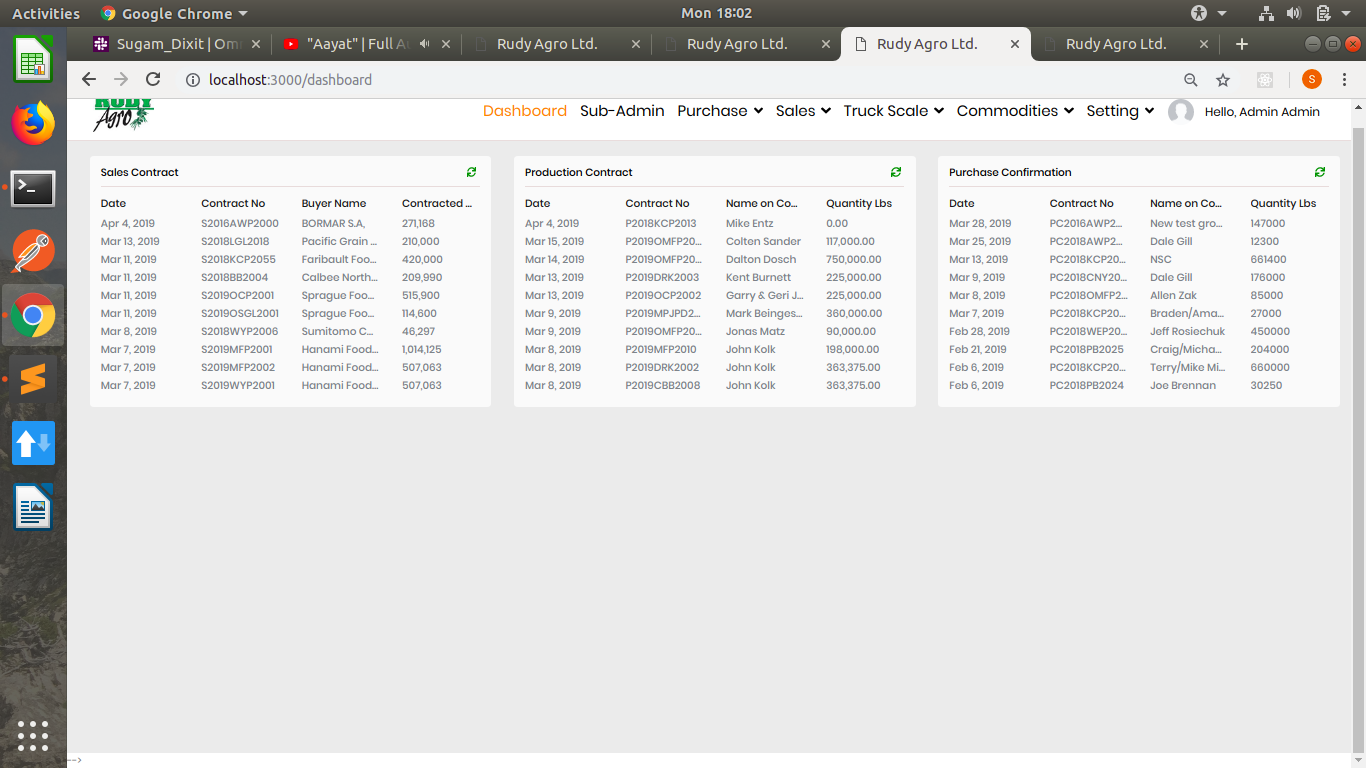 Activities Google Chrome Mon 18:02
Sugam_Dixit | Om "Aayat" | Full Au Rudy Agro Ltd. Rudy Agro Ltd. Rudy Agro Ltd. Rudy Agro Ltd.
localhost:3000/dashboard S
RUDY
Agro
Dashboard Sub-Admin Purchase Sales Truck Scale Commodities Setting Hello, Admin Admin
Sales Contract
Date Contract No Buyer Name Contracted ...
Apr 4, 2019 S2016AWP2000 BORMAR S.A, 271,168
Mar 13, 2019 S2018LGL2018 Pacific Grain ... 210,000
Mar 11, 2019 S2018KCP2055 Faribault Foo... 420,000
Mar 11, 2019 S2018BB2004 Calbee North... 209,990
Mar 11, 2019 S2019OCP2001 Sprague Foo... 515,900
Mar 11, 2019 S2019OSGL2001 Sprague Foo... 114,600
Mar 8, 2019 S2018WYP2006 Sumitomo C... 46,297
Mar 7, 2019 S2019MFP2001 Hanami Food... 1,014,125
Mar 7, 2019 S2019MFP2002 Hanami Food... 507,063
Mar 7, 2019 S2019WYP2001 Hanami Food... 507,063
Production Contract
Date Contract No Name on Co... Quantity Lbs
Apr 4, 2019 P2018KCP2013 Mike Entz 0.00
Mar 15, 2019 P2019OMFP20... Colten Sander 117,000.00
Mar 14, 2019 P2019OMFP20... Dalton Dosch 750,000.00
Mar 13, 2019 P2019DRK2003 Kent Burnett 225,000.00
Mar 13, 2019 P2019OCP2002 Garry & Geri J... 225,000.00
Mar 9, 2019 P2019MPJPD2... Mark Beinges... 360,000.00
Mar 9, 2019 P2019OMFP20... Jonas Matz 90,000.00
Mar 8, 2019 P2019MFP2010 John Kolk 198,000.00
Mar 8, 2019 P2019DRK2002 John Kolk 363,375.00
Mar 8, 2019 P2019CBB2008 John Kolk 363,375.00
Purchase Confirmation
Date Contract No Name on Co... Quantity Lbs
Mar 28, 2019 PC2016AWP2... New test gro... 147000
Mar 25, 2019 PC2018AWP2... Dale Gill 12300
Mar 13, 2019 PC2018KCP20... NSC 661400
Mar 9, 2019 PC2018CNY20... Dale Gill 176000
Mar 8, 2019 PC2018OMFP2... Allen Zak 85000
Mar 7, 2019 PC2018KCP20... Braden/Ama... 27000
Feb 28, 2019 PC2018WEP20... Jeff Rosiechuk 450000
Feb 21, 2019 PC2018PB2025 Craig/Micha... 204000
Feb 6, 2019 PC2018KCP20... Terry/Mike Mi... 660000
Feb 6, 2019 PC2018PB2024 Joe Brennan 30250
-->